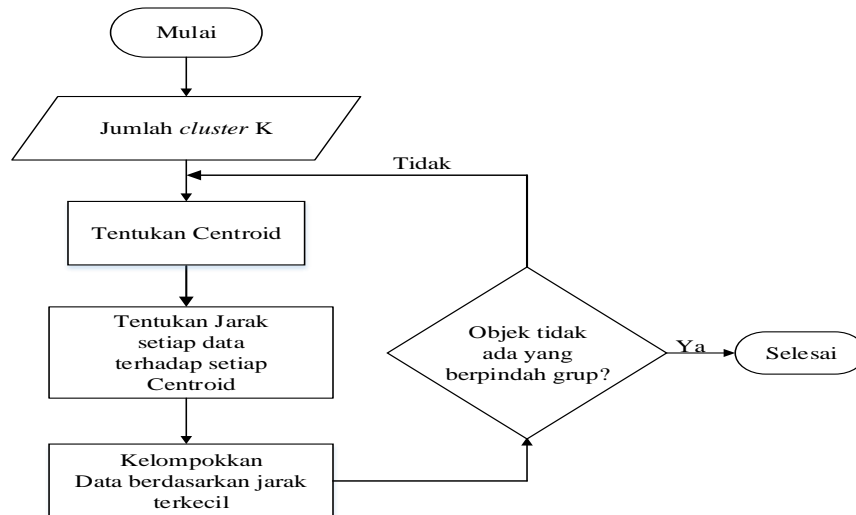 Mulai
Jumlah cluster K
Tidak
Tentukan Centroid
Tentukan Jarak
setiap data
terhadap setiap
Centroid
Objek tidak
ada yang
berpindah grup?
Ya
Selesai
Kelompokkan
Data berdasarkan jarak
terkecil